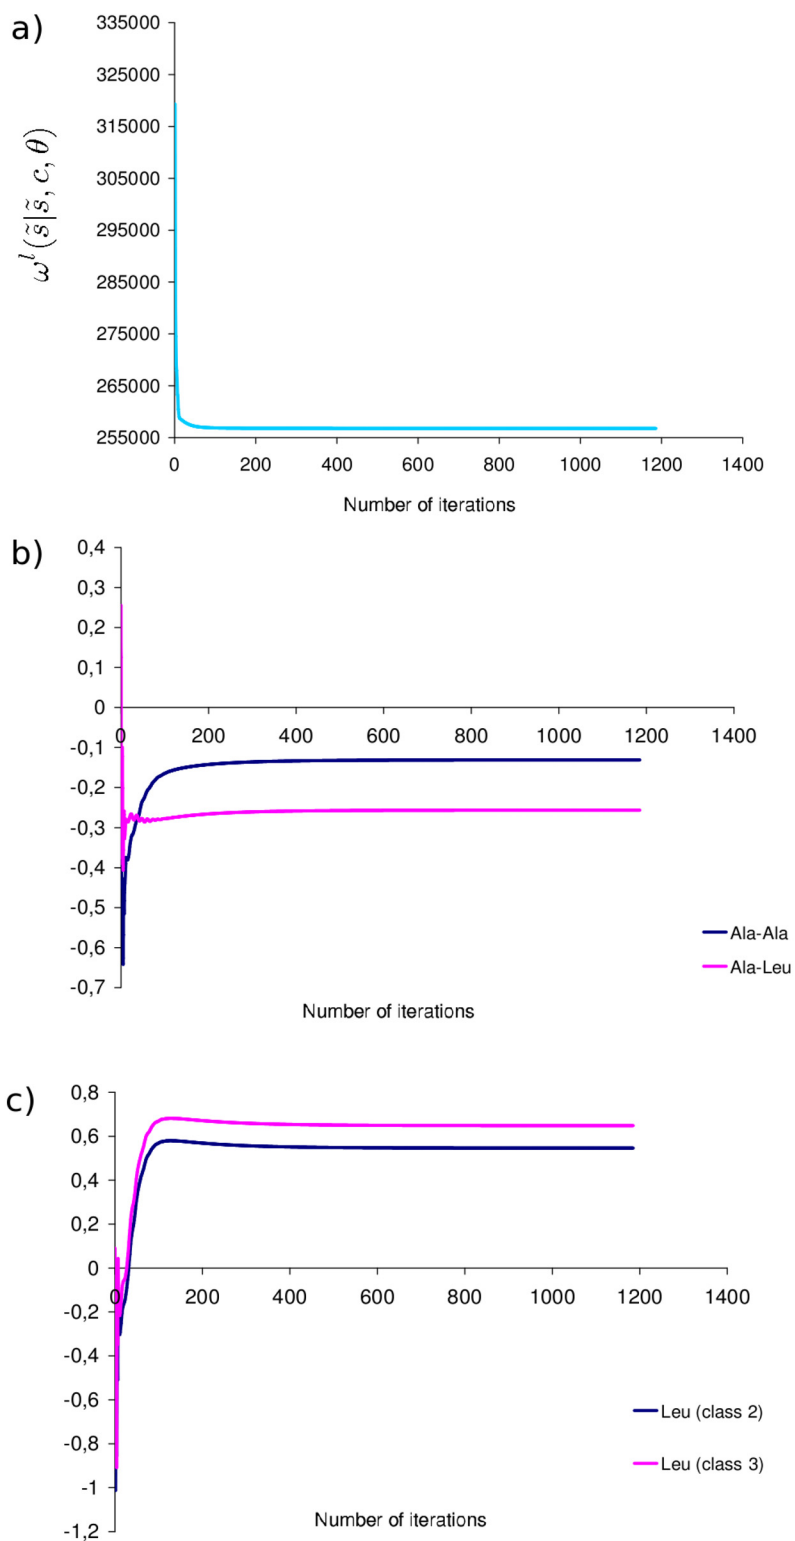 a)
335000
325000
315000
305000
295000
285000
275000
265000
255000
ω^l(s̃|s̃, c, θ)
0 200 400 600 800 1000 1200 1400
Number of iterations
b)
0,4
0,3
0,2
0,1
0
-0,1
-0,2
-0,3
-0,4
-0,5
-0,6
-0,7
0 200 400 600 800 1000 1200 1400
Ala-Ala
Ala-Leu
Number of iterations
c)
0,8
0,6
0,4
0,2
0
-0,2
-0,4
-0,6
-0,8
-1
-1,2
0 200 400 600 800 1000 1200 1400
Leu (class 2)
Leu (class 3)
Number of iterations